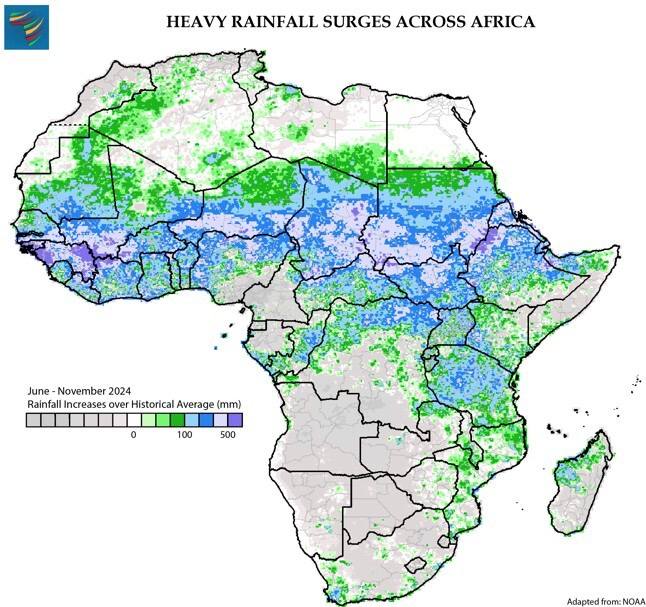 HEAVY RAINFALL SURGES ACROSS AFRICA
June - November 2024
Rainfall Increases over Historical Average (mm)
0 100 500
Adapted from: NOAA